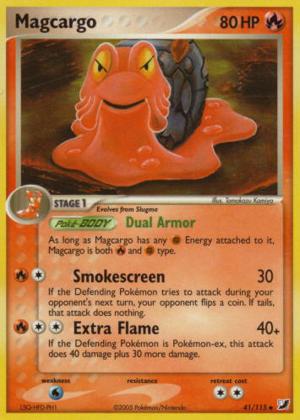 Magcargo 80 HP
Illus. Tomokazu Komiya
STAGE 1 Evolves from Slugma
Poké-BODY Dual Armor
As long as Magcargo has any Energy attached to it,
Magcargo is both and type.
Smokescreen 30
If the Defending Pokémon tries to attack during your
opponent's next turn, your opponent flips a coin. If tails,
that attack does nothing.
Extra Flame 40+
If the Defending Pokémon is Pokémon-ex, this attack
does 40 damage plus 30 more damage.
weakness resistance retreat cost
©2005 Pokémon/Nintendo 41/115